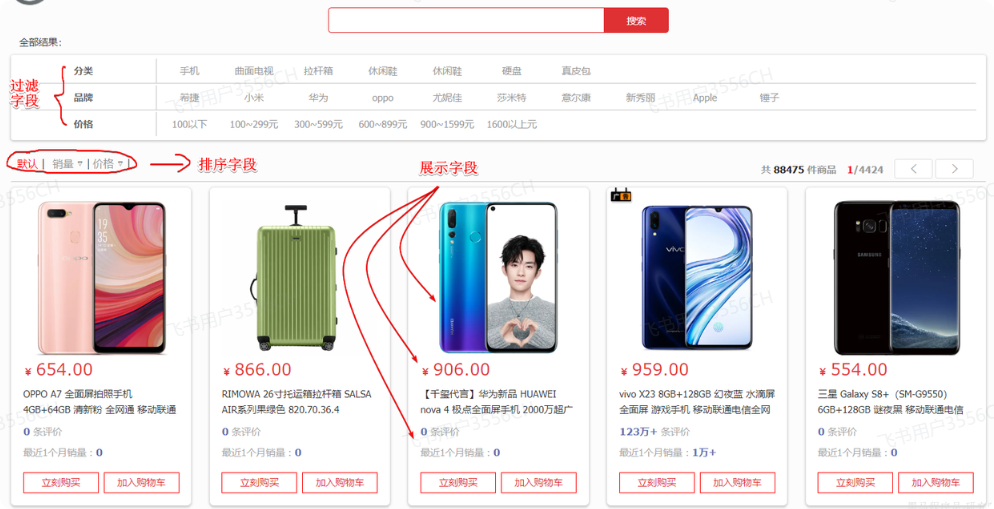 搜索
全部结果：
过滤
字段
分类 手机 曲面电视 拉杆箱 休闲鞋 休闲鞋 硬盘 真皮包
品牌 希捷 小米 华为 oppo 尤妮佳 莎米特 意尔康 新秀丽 Apple 锤子
价格 100以下 100~299元 300~599元 600~899元 900~1599元 1600以上元
默认 | 销量 | 价格 |
排序字段
展示字段
共 88475 件商品 1/4424
¥ 654.00
OPPO A7 全面屏拍照手机
4GB+64GB 清新粉 全网通 移动联通
0 条评价
最近1个月销量：0
立刻购买 加入购物车
¥ 866.00
RIMOWA 26寸托运箱拉杆箱 SALSA
AIR系列果绿色 820.70.36.4
0 条评价
最近1个月销量：0
立刻购买 加入购物车
HUAWEI
¥ 906.00
【千玺代言】华为新品 HUAWEI
nova 4 极点全面屏手机 2000万超广
0 条评价
最近1个月销量：0
立刻购买 加入购物车
vivo
¥ 959.00
vivo X23 8GB+128GB 幻夜蓝 水滴屏
全面屏 游戏手机 移动联通电信全网
123万+ 条评价
最近1个月销量：1万+
立刻购买 加入购物车
SAMSUNG
¥ 554.00
三星 Galaxy S8+（SM-G9550）
6GB+128GB 谜夜黑 移动联通电信
0 条评价
最近1个月销量：0
立刻购买 加入购物车
飞书用户3556CH